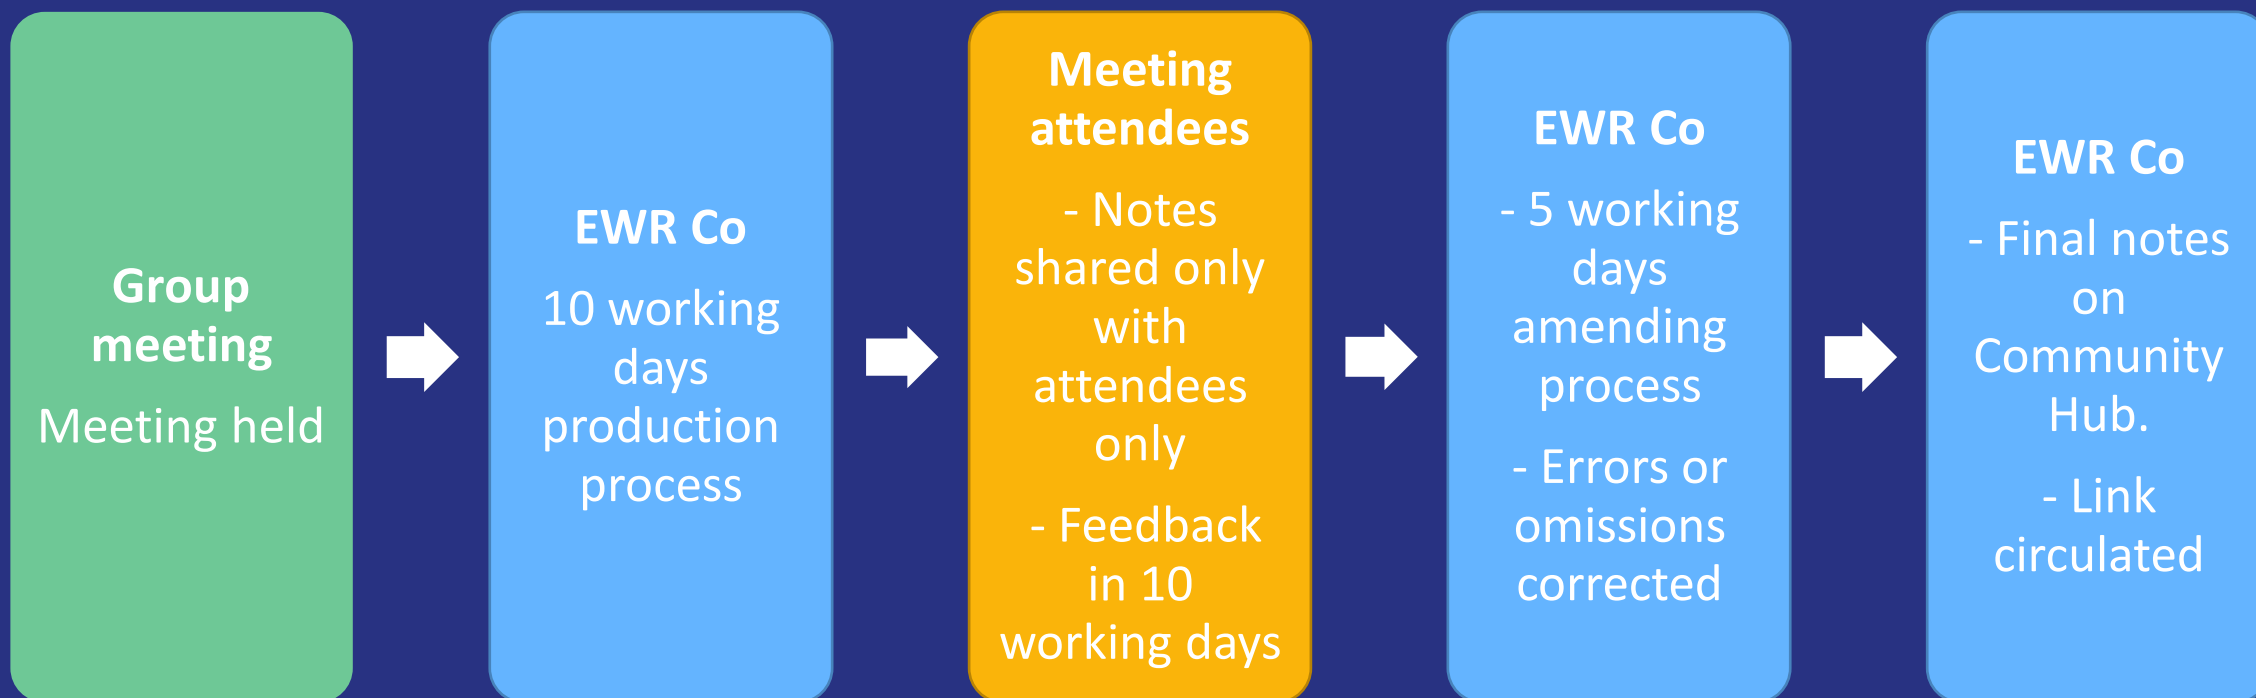 Group
meeting
Meeting held
EWR Co
10 working
days
production
process
Meeting
attendees
- Notes
shared only
with
attendees
only
- Feedback
in 10
working days
EWR Co
- 5 working
days
amending
process
- Errors or
omissions
corrected
EWR Co
- Final notes
on
Community
Hub.
- Link
circulated